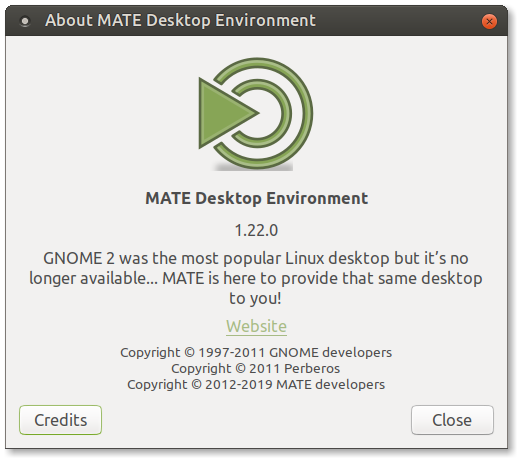 About MATE Desktop Environment
MATE Desktop Environment
1.22.0
GNOME 2 was the most popular Linux desktop but it’s no
longer available... MATE is here to provide that same desktop
to you!
Website
Copyright © 1997-2011 GNOME developers
Copyright © 2011 Perberos
Copyright © 2012-2019 MATE developers
Credits
Close